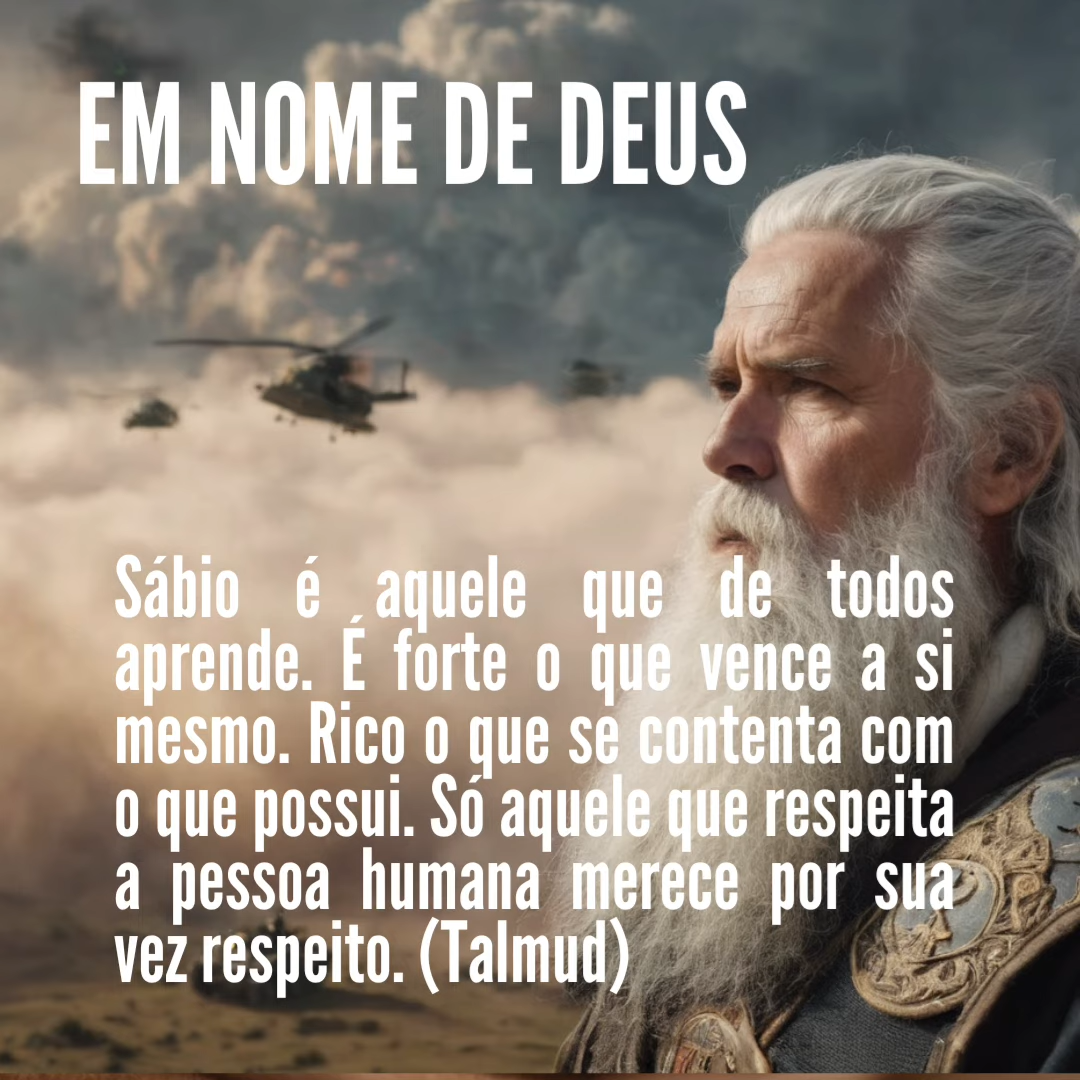 EM NOME DE DEUS
Sábio é aquele que de todos
aprende. É forte o que vence a si
mesmo. Rico o que se contenta com
o que possui. Só aquele que respeita
a pessoa humana merece por sua
vez respeito. (Talmud)